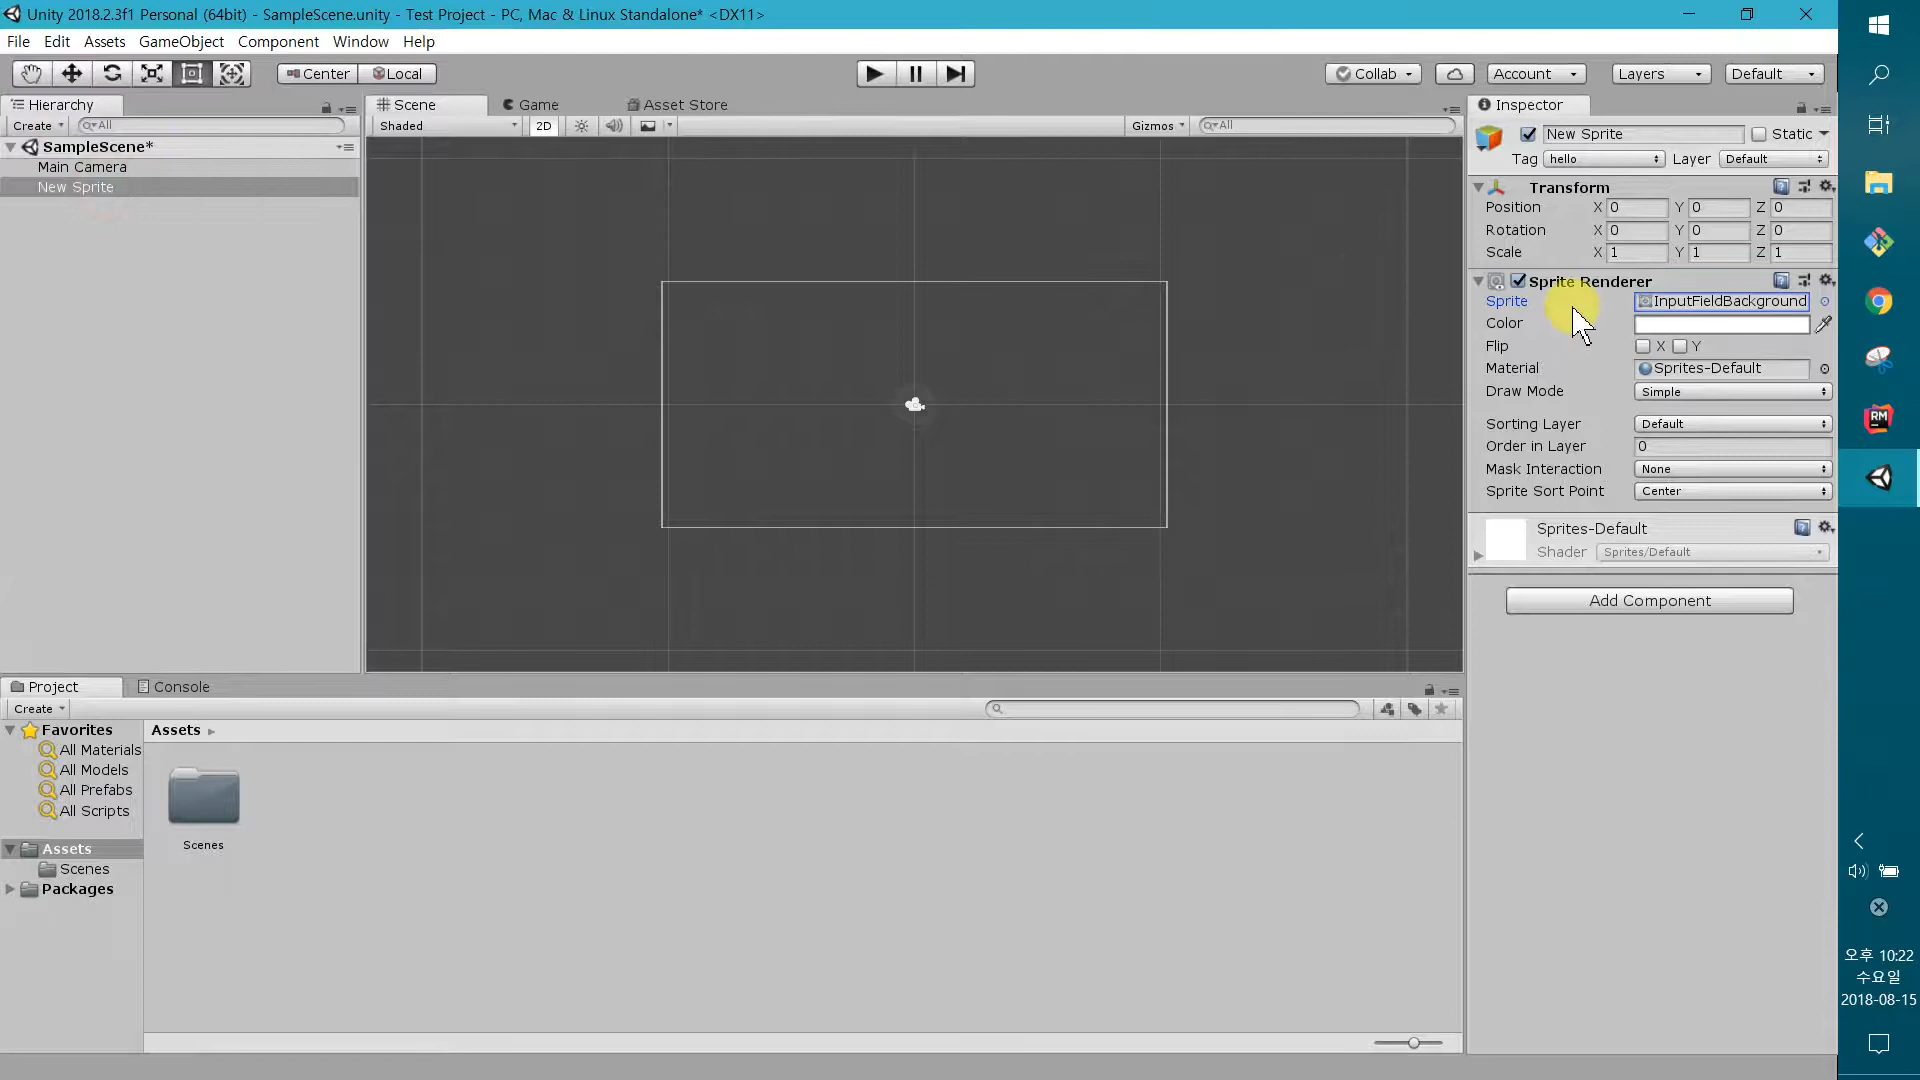 Unity 2018.2.3f1 Personal (64bit) - SampleScene.unity - Test Project - PC, Mac & Linux Standalone* <DX11>
File Edit Assets GameObject Component Window Help
Center Local Collab Account Layers Default
Hierarchy
Create All
SampleScene*
Main Camera
New Sprite
Scene Game Asset Store
Shaded 2D Gizmos All
Inspector
New Sprite Static
Tag hello Layer Default
Transform
Position X 0 Y 0 Z 0
Rotation X 0 Y 0 Z 0
Scale X 1 Y 1 Z 1
Sprite Renderer
Sprite InputFieldBackground
Color
Flip X Y
Material Sprites-Default
Draw Mode Simple
Sorting Layer Default
Order in Layer 0
Mask Interaction None
Sprite Sort Point Center
Sprites-Default
Shader Sprites/Default
Add Component
Project Console
Create
Favorites
All Materials
All Models
All Prefabs
All Scripts
Assets
Scenes
Packages
Assets
Scenes
RM
오후 10:22
수요일
2018-08-15